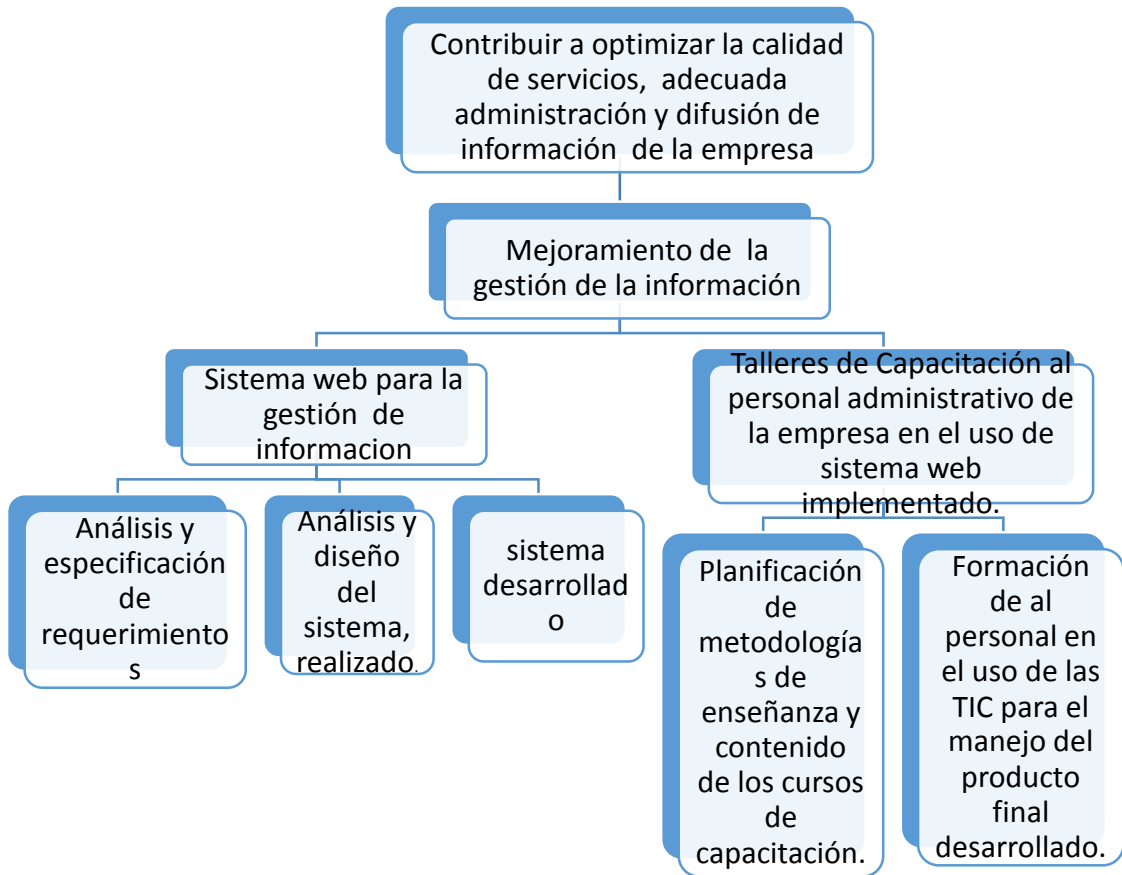 Contribuir a optimizar la calidad
de servicios, adecuada
administración y difusión de
información de la empresa
Mejoramiento de la
gestión de la información
Sistema web para la
gestión de
informacion
Talleres de Capacitación al
personal administrativo de
la empresa en el uso de
sistema web
implementado.
Análisis y
especificación
de
requerimiento
s
Análisis y
diseño
del
sistema,
realizado.
sistema
desarrollad
o
Planificación
de
metodología
s de
enseñanza y
contenido
de los cursos
de
capacitación.
Formación
de al
personal en
el uso de las
TIC para el
manejo del
producto
final
desarrollado.